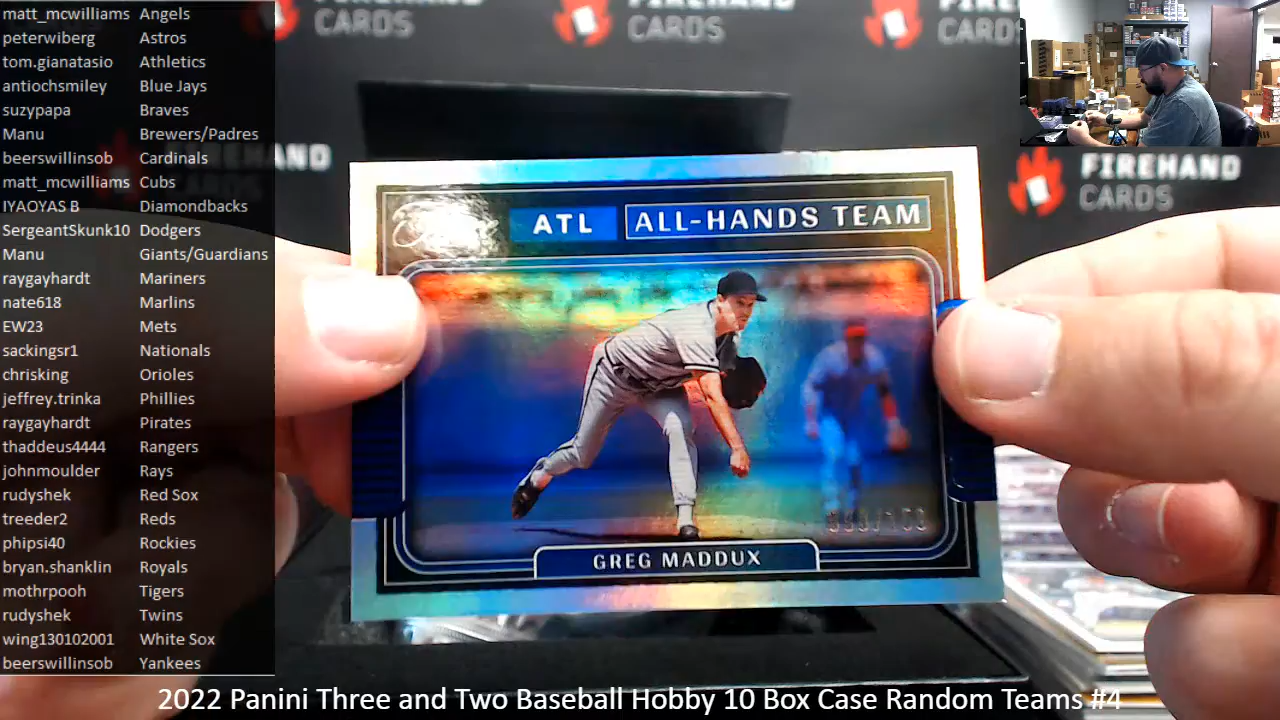 matt_mcwilliams Angels
peterwiberg Astros
tom.gianatasio Athletics
antiochsmiley Blue Jays
suzypapa Braves
Manu Brewers/Padres
beerswillinsob Cardinals
matt_mcwilliams Cubs
IYAOYAS B Diamondbacks
SergeantSkunk10 Dodgers
Manu Giants/Guardians
raygayhardt Mariners
nate618 Marlins
EW23 Mets
sackingsr1 Nationals
chrisking Orioles
jeffrey.trinka Phillies
raygayhardt Pirates
thaddeus4444 Rangers
johnmoulder Rays
rudyshek Red Sox
treeder2 Reds
phipsi40 Rockies
bryan.shanklin Royals
mothrpooh Tigers
rudyshek Twins
wing130102001 White Sox
beerswillinsob Yankees
CARDS
CARDS
CARD
FIREHAND
CARDS
ATL ALL-HANDS TEAM
GREG MADDUX
2022 Panini Three and Two Baseball Hobby 10 Box Case Random Teams #4